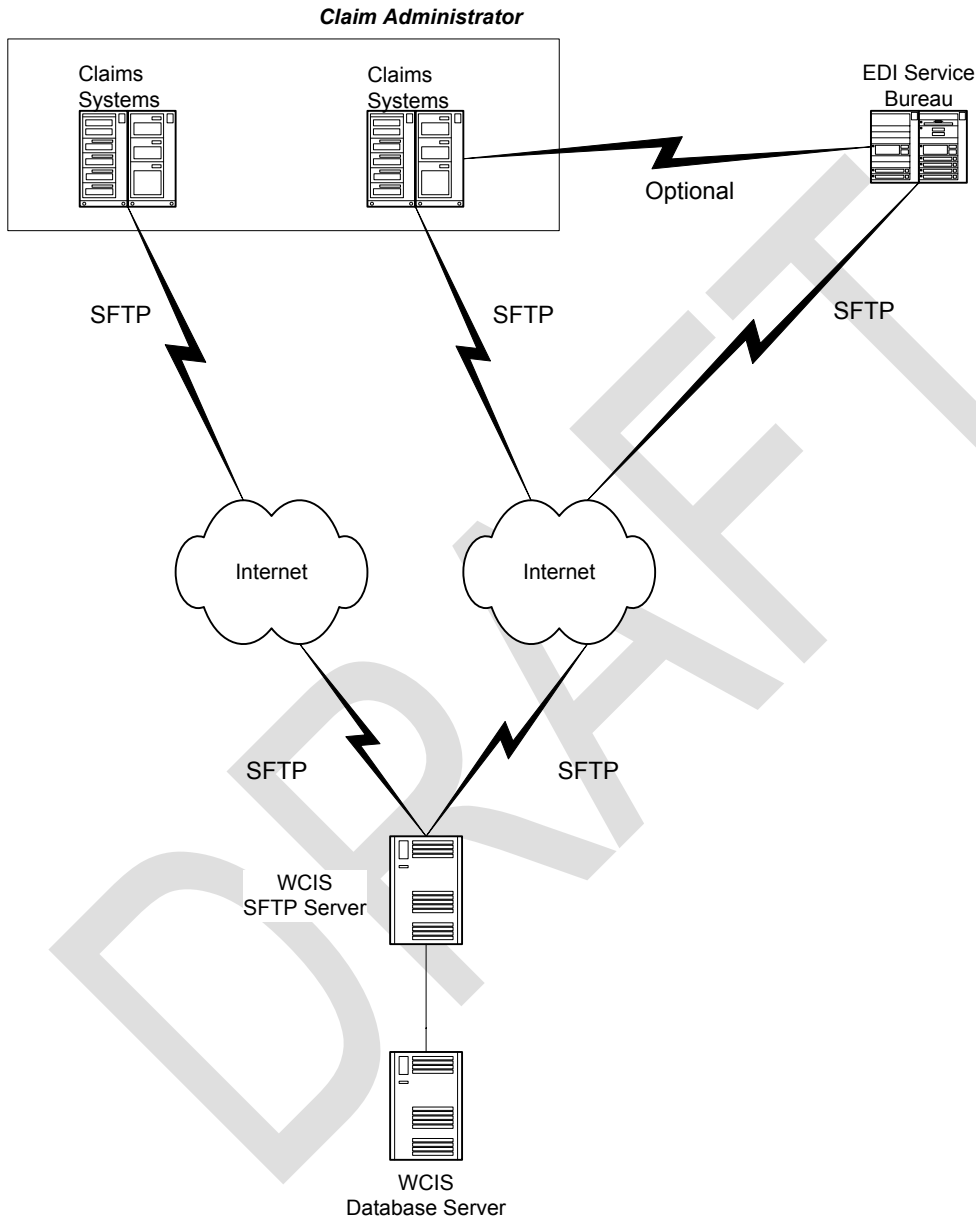 Claim Administrator
Claims
Systems
Claims
Systems
EDI Service
Bureau
Optional
SFTP
SFTP
SFTP
Internet
Internet
SFTP
SFTP
WCIS
SFTP Server
WCIS
Database Server
DRAFT